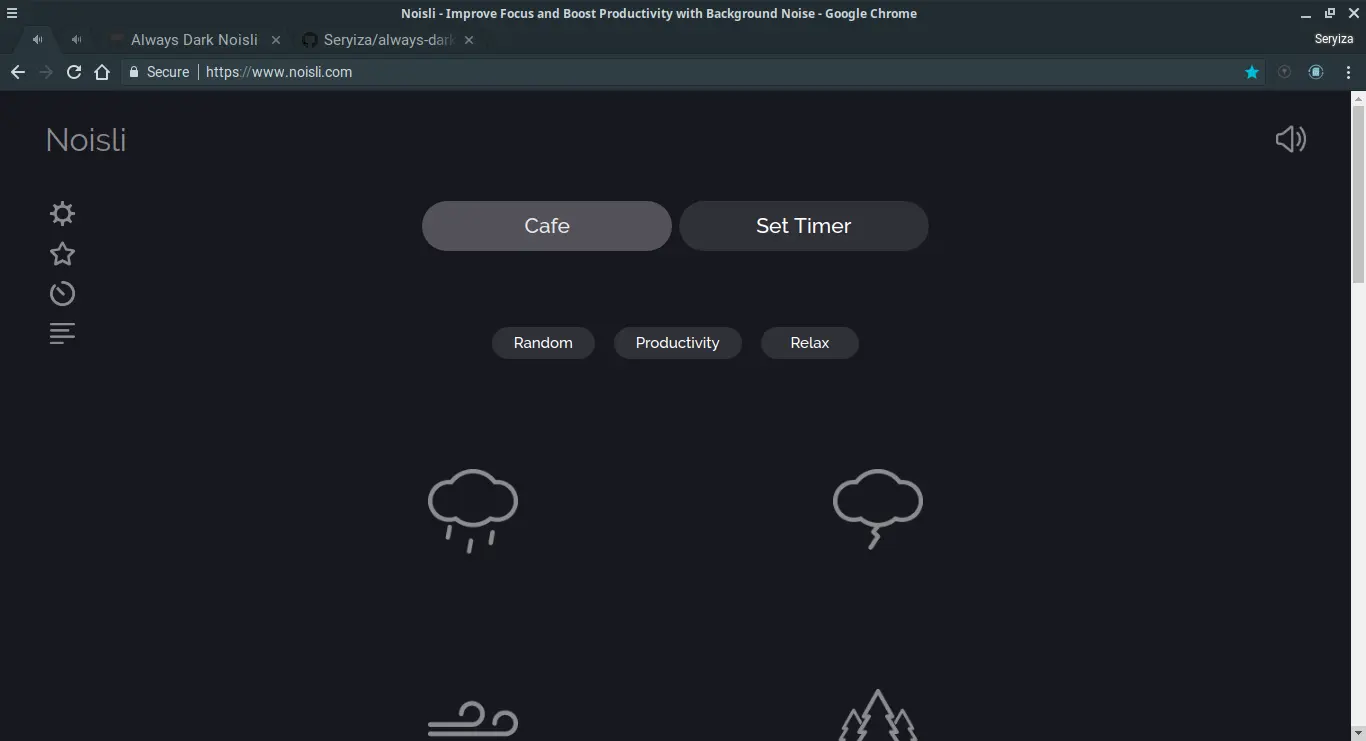 Noisli - Improve Focus and Boost Productivity with Background Noise - Google Chrome
Always Dark Noisli
Seryiza/always-dark
Seryiza
Secure
https://www.noisli.com
Noisli
Cafe
Set Timer
Random
Productivity
Relax